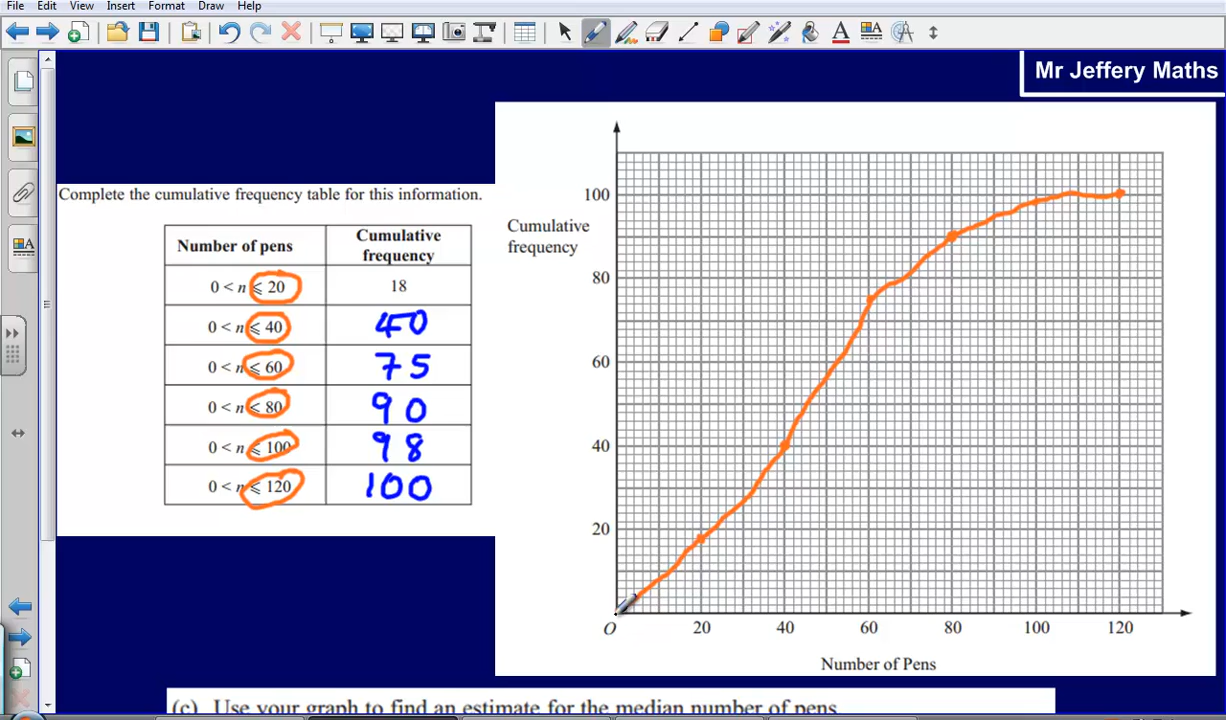 File Edit View Insert Format Draw Help
Mr Jeffery Maths
Complete the cumulative frequency table for this information.
Number of pens Cumulative frequency
0 < n ⩽ 20 18
0 < n ⩽ 40 40
0 < n ⩽ 60 75
0 < n ⩽ 80 90
0 < n ⩽ 100 98
0 < n ⩽ 120 100
Cumulative
frequency
100
80
60
40
20
O 20 40 60 80 100 120
Number of Pens
(c) Use your graph to find an estimate for the median number of pens